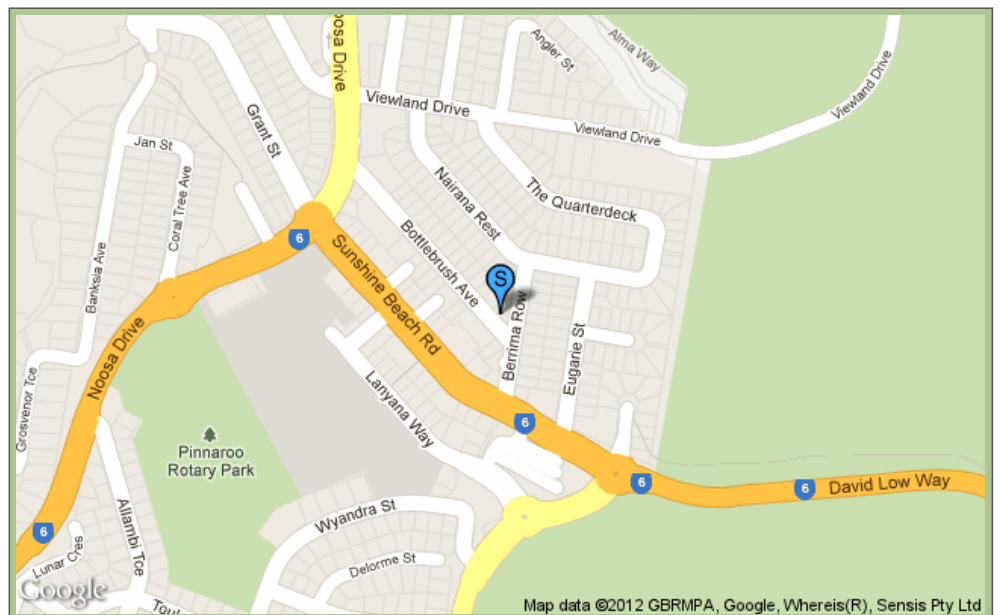 Noosa Drive
Angler St
Alma Way
Viewland Drive
Viewland Drive
Viewland Drive
Grant St
Jan St
Coral Tree Ave
Banksia Ave
Nairana Rest
The Quarterdeck
Bottlebrush Ave
6
Sunshine Beach Rd
S
Berrima Row
Eugarie St
Noosa Drive
Grosvenor Tce
Lanyana Way
6
Pinnaroo
Rotary Park
6
6
David Low Way
Wyandra St
Allambi Tce
6
Lunar Cres
Delorme St
Google
Map data ©2012 GBRMPA, Google, Whereis(R), Sensis Pty Ltd